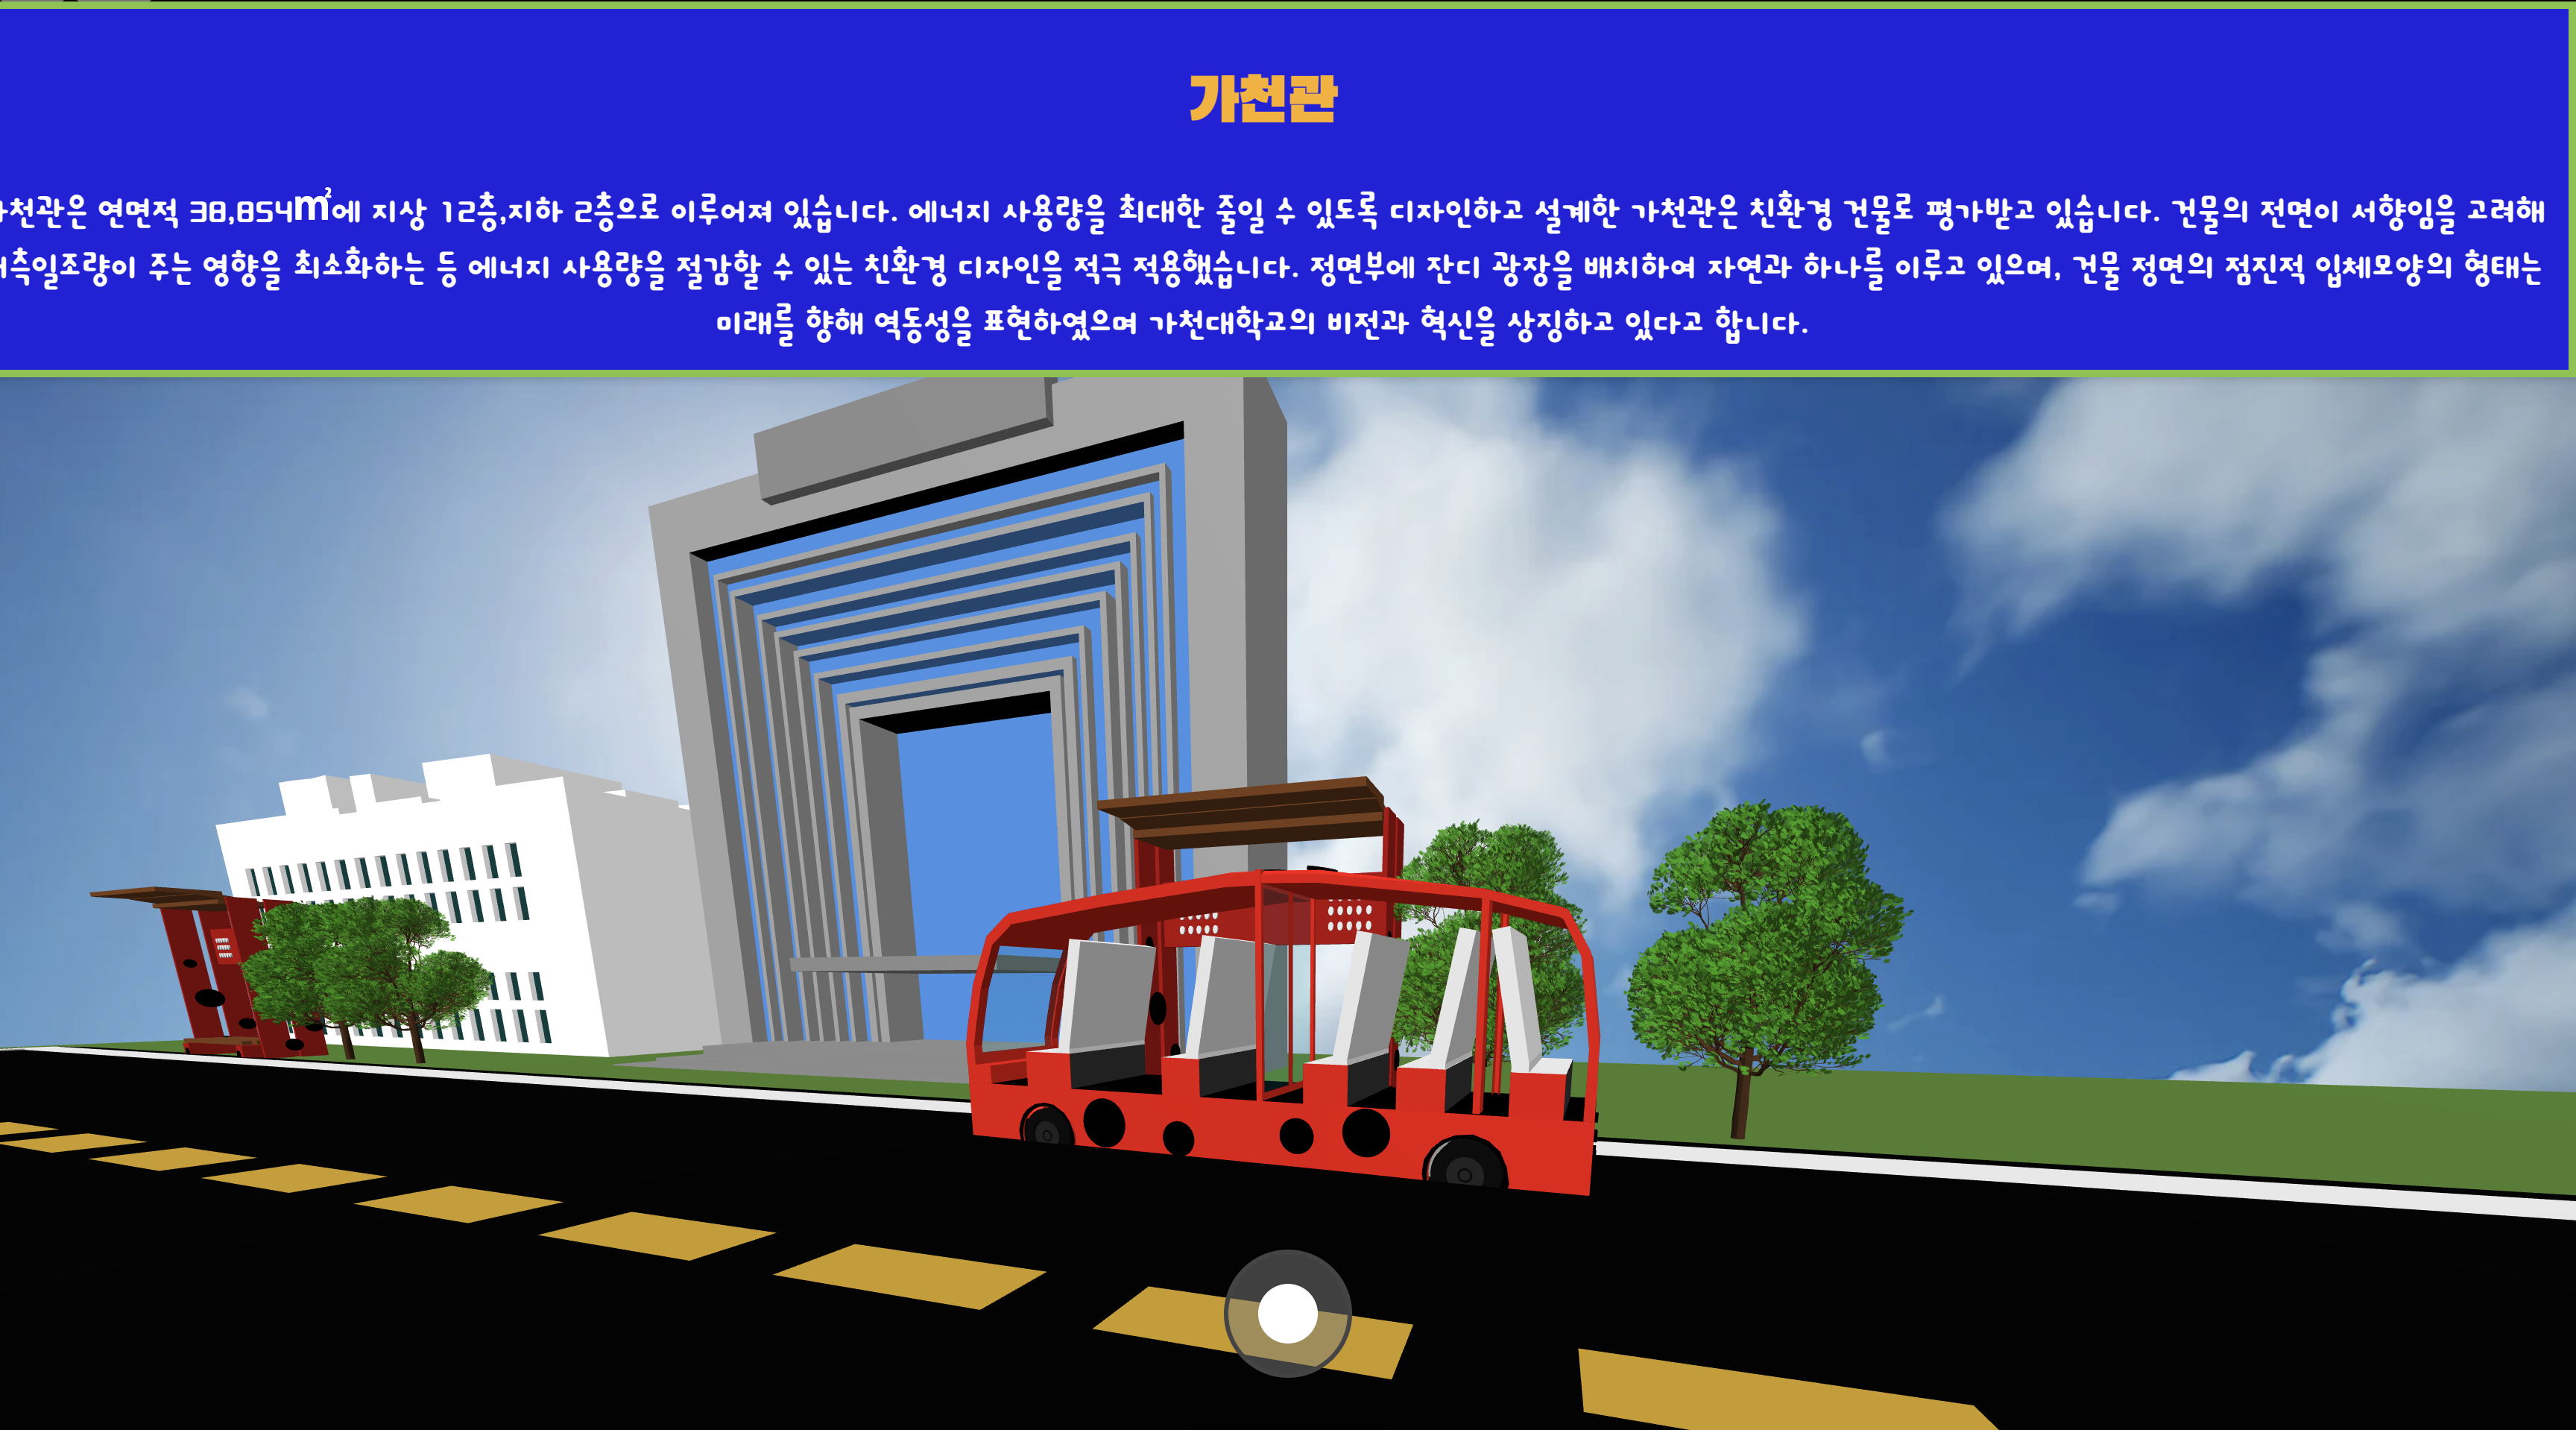 가천관
가천관은 연면적 38,854㎡에 지상 12층,지하 2층으로 이루어져 있습니다. 에너지 사용량을 최대한 줄일 수 있도록 디자인하고 설계한 가천관은 친환경 건물로 평가받고 있습니다. 건물의 전면이 서향임을 고려해
서측일조량이 주는 영향을 최소화하는 등 에너지 사용량을 절감할 수 있는 친환경 디자인을 적극 적용했습니다. 정면부에 잔디 광장을 배치하여 자연과 하나를 이루고 있으며, 건물 정면의 점진적 입체모양의 형태는
미래를 향해 역동성을 표현하였으며 가천대학교의 비전과 혁신을 상징하고 있다고 합니다.